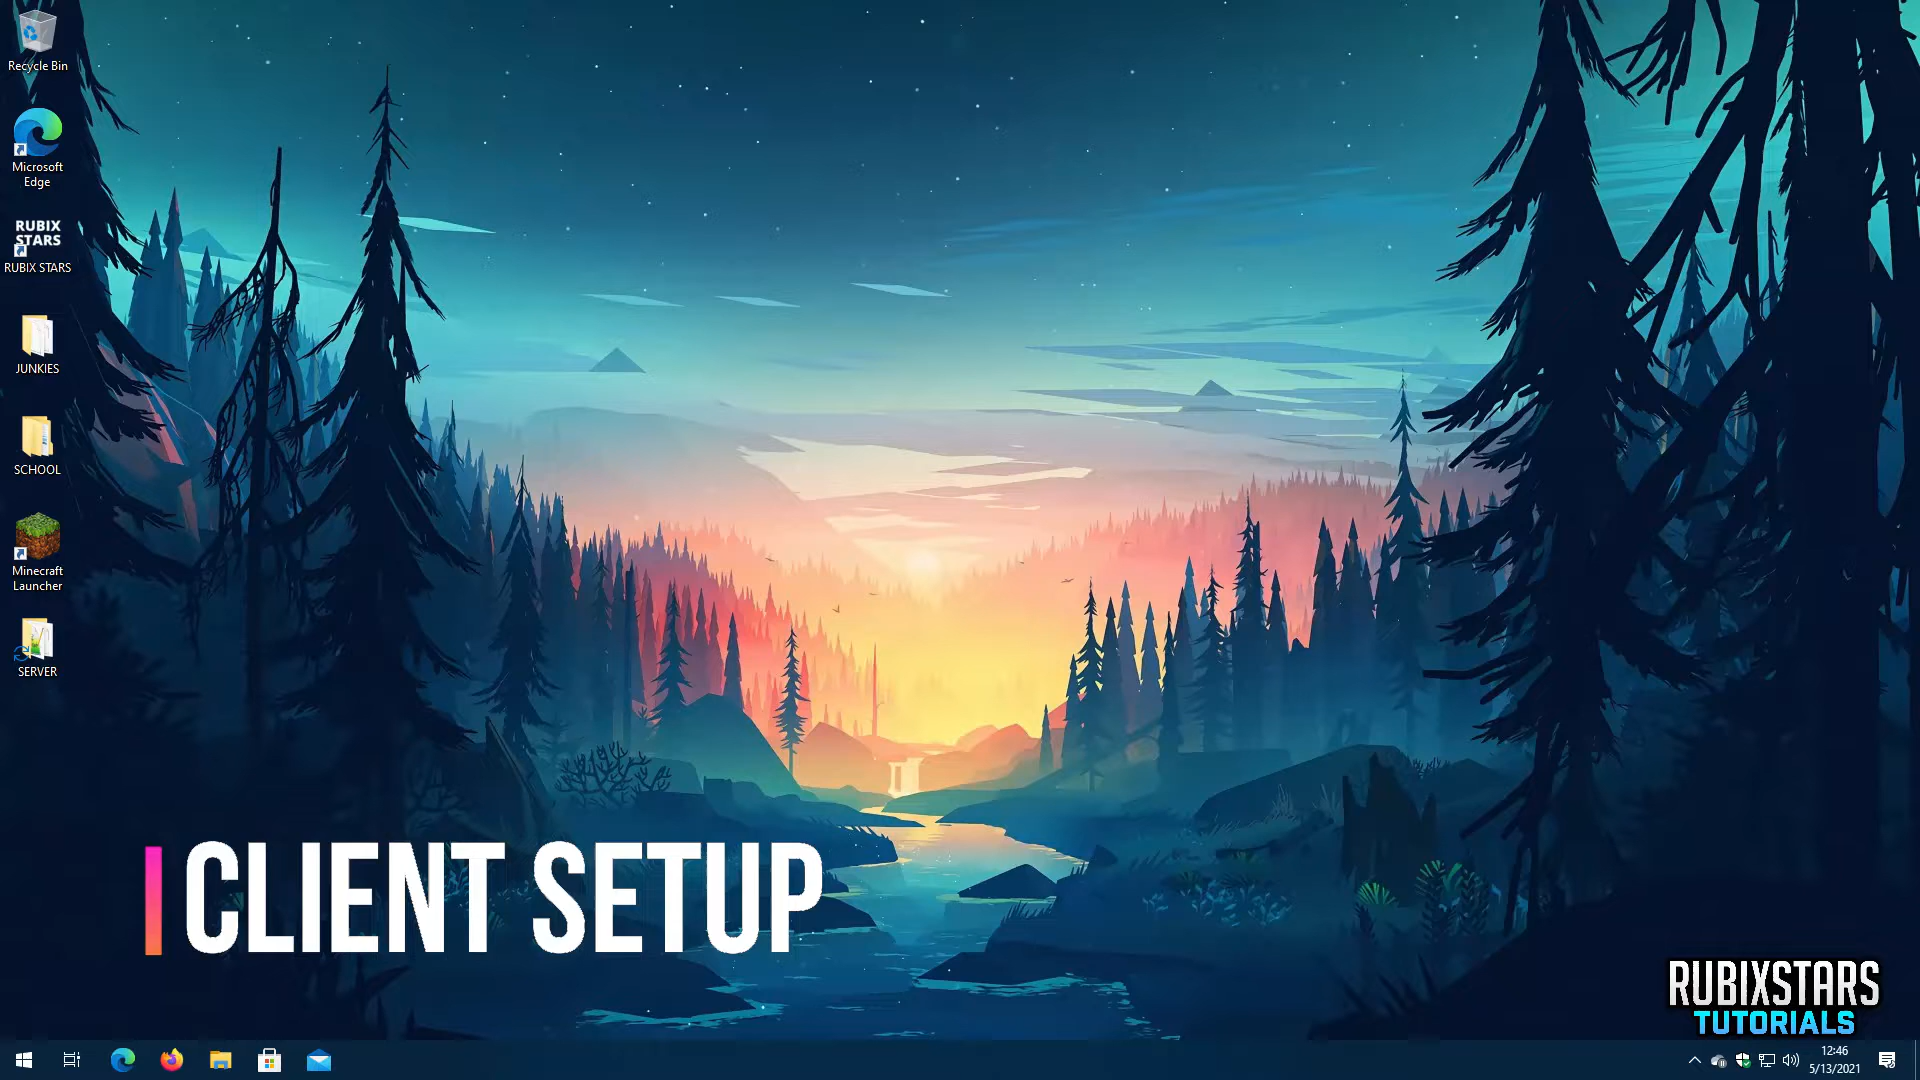 Recycle Bin
Microsoft
Edge
RUBIX
STARS
RUBIX STARS
JUNKIES
SCHOOL
Minecraft
Launcher
SERVER
CLIENT SETUP
RUBIXSTARS
TUTORIALS
12:46
5/13/2021